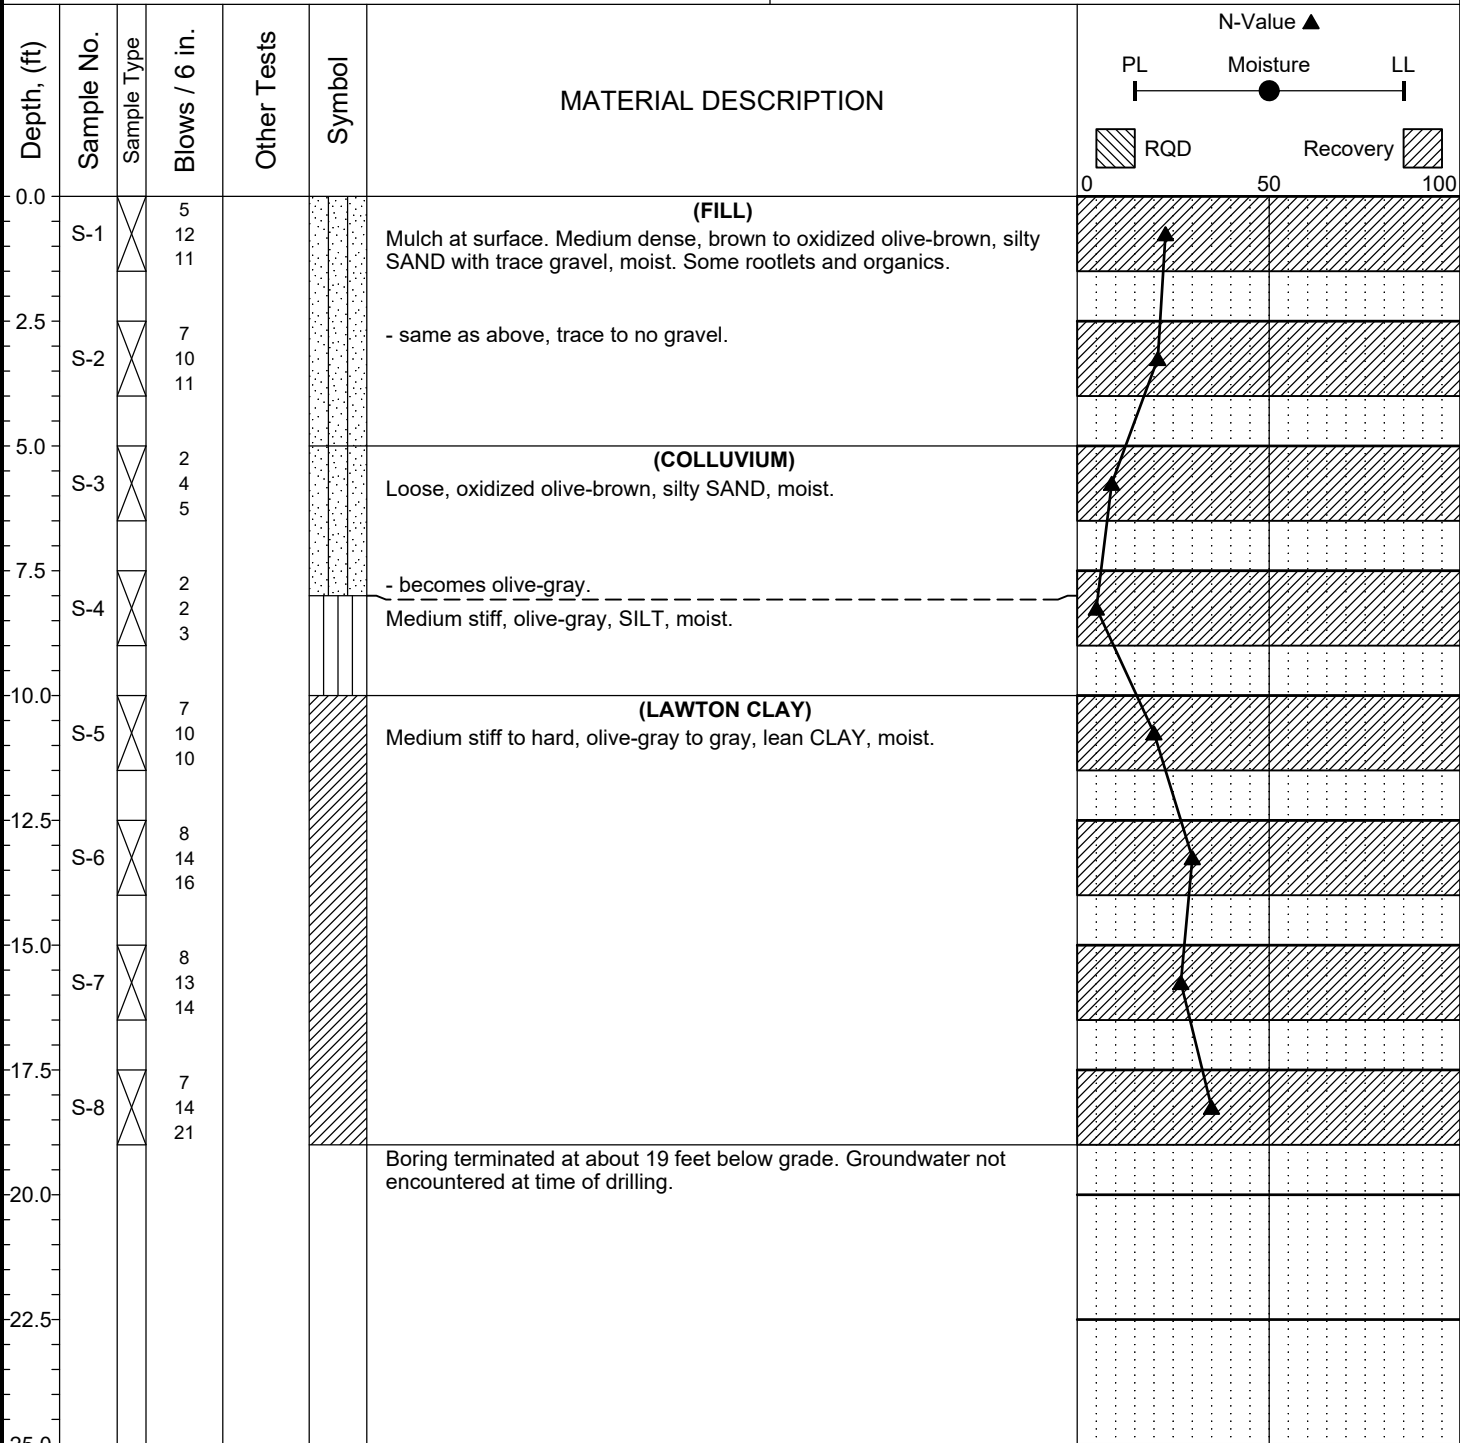 Depth, (ft)
Sample No.
Sample Type
Blows / 6 in.
Other Tests
Symbol
MATERIAL DESCRIPTION
N-Value
PL Moisture LL
RQD Recovery
0 50 100
0.0
S-1
5
12
11
(FILL)
Mulch at surface. Medium dense, brown to oxidized olive-brown, silty
SAND with trace gravel, moist. Some rootlets and organics.
2.5
S-2
7
10
11
- same as above, trace to no gravel.
5.0
S-3
2
4
5
(COLLUVIUM)
Loose, oxidized olive-brown, silty SAND, moist.
7.5
S-4
2
2
3
- becomes olive-gray.
Medium stiff, olive-gray, SILT, moist.
10.0
S-5
7
10
10
(LAWTON CLAY)
Medium stiff to hard, olive-gray to gray, lean CLAY, moist.
12.5
S-6
8
14
16
15.0
S-7
8
13
14
17.5
S-8
7
14
21
Boring terminated at about 19 feet below grade. Groundwater not
encountered at time of drilling.
20.0
22.5
25.0